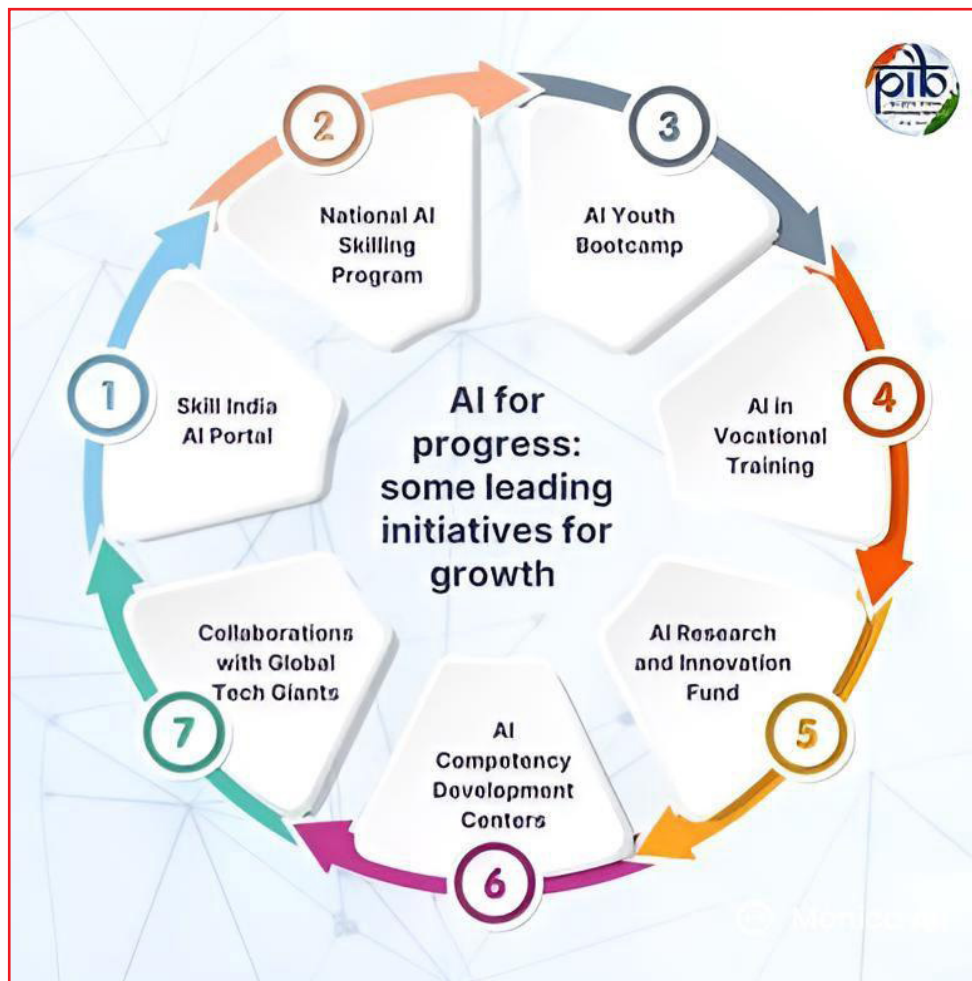 pib
2
3
National AI
Skilling
Program
AI Youth
Bootcamp
1
4
Skill India
AI Portal
AI for
progress:
some leading
initiatives for
growth
AI in
Vocational
Training
Collaborations
with Global
Tech Giants
AI Research
and Innovation
Fund
7
5
AI
Competency
Development
Centers
6